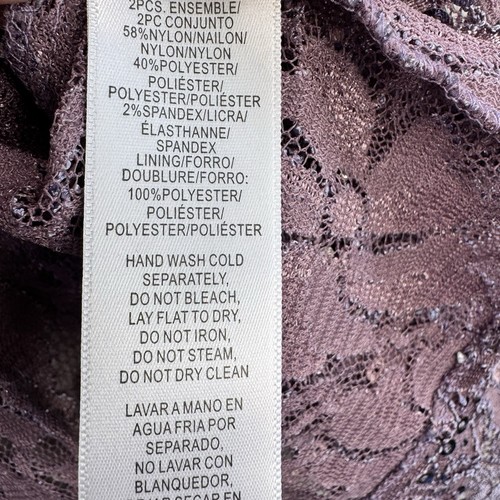 2PCS. ENSEMBLE/
2PC CONJUNTO
58%NYLON/NAILON/
NYLON/NYLON
40%POLYESTER/
POLIÉSTER/
POLYESTER/POLIÉSTER
2%SPANDEX/LICRA/
ÉLASTHANNE/
SPANDEX
LINING/FORRO/
DOUBLURE/FORRO:
100%POLYESTER/
POLIÉSTER/
POLYESTER/POLIÉSTER
HAND WASH COLD
SEPARATELY,
DO NOT BLEACH,
LAY FLAT TO DRY,
DO NOT IRON,
DO NOT STEAM,
DO NOT DRY CLEAN
LAVAR A MANO EN
AGUA FRIA POR
SEPARADO,
NO LAVAR CON
BLANQUEDOR,
SECAR EN